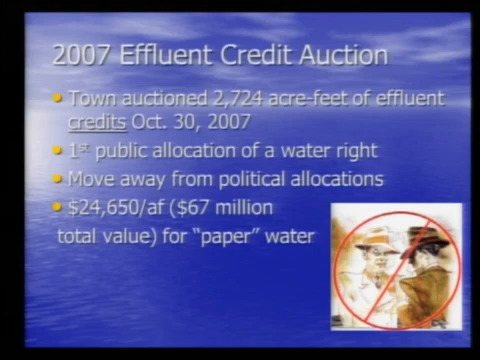 2007 Effluent Credit Auction
Town auctioned 2,724 acre-feet of effluent
credits Oct. 30, 2007
1st public allocation of a water right
Move away from political allocations
$24,650/af ($67 million
total value) for “paper” water